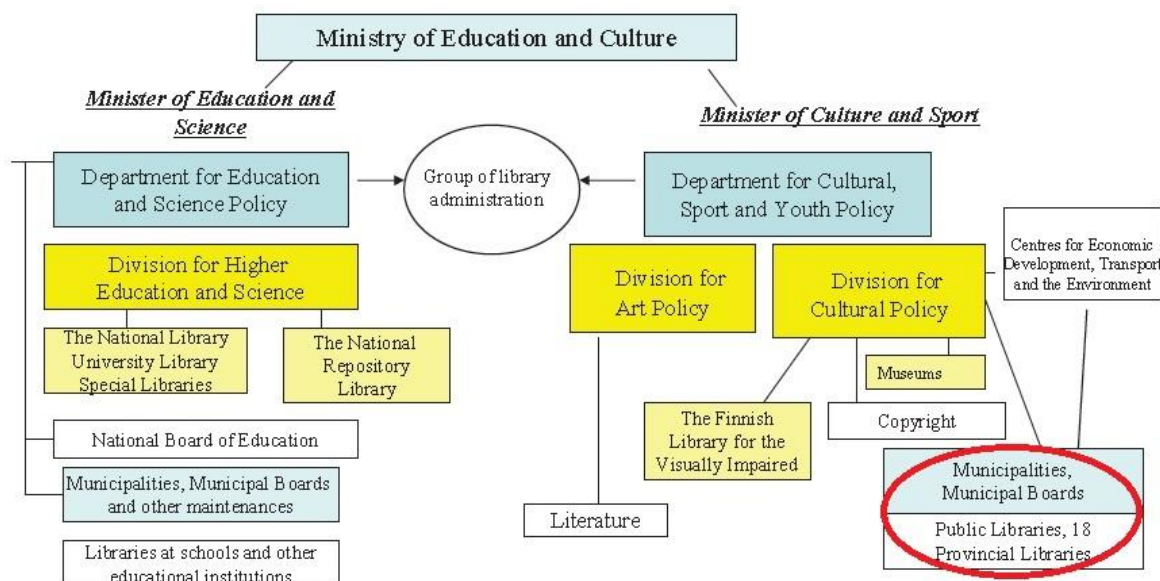 Ministry of Education and Culture
Minister of Education and
Science
Minister of Culture and Sport
Department for Education
and Science Policy
Group of library
administration
Department for Cultural,
Sport and Youth Policy
Centres for Economic
Development, Transport
and the Environment
Division for Higher
Education and Science
Division for
Art Policy
Division for
Cultural Policy
The National Library
University Library
Special Libraries
The National
Repository
Library
Museums
The Finnish
Library for the
Visually Impaired
Copyright
National Board of Education
Municipalities, Municipal Boards
and other maintenances
Municipalities,
Municipal Boards
Literature
Public Libraries, 18
Provincial Libraries
Libraries at schools and other
educational institutions